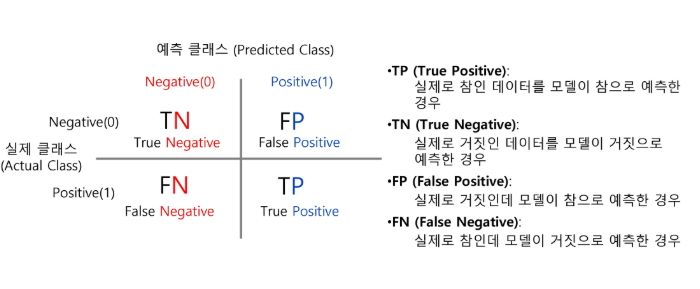 예측 클래스 (Predicted Class)
Negative(0)
Positive(1)
Negative(0)
TN
FP
True Negative
False Positive
실제 클래스
(Actual Class)
Positive(1)
FN
TP
False Negative
True Positive
•TP (True Positive):
실제로 참인 데이터를 모델이 참으로 예측한
경우
•TN (True Negative):
실제로 거짓인 데이터를 모델이 거짓으로
예측한 경우
•FP (False Positive):
실제로 거짓인데 모델이 참으로 예측한 경우
•FN (False Negative):
실제로 참인데 모델이 거짓으로 예측한 경우